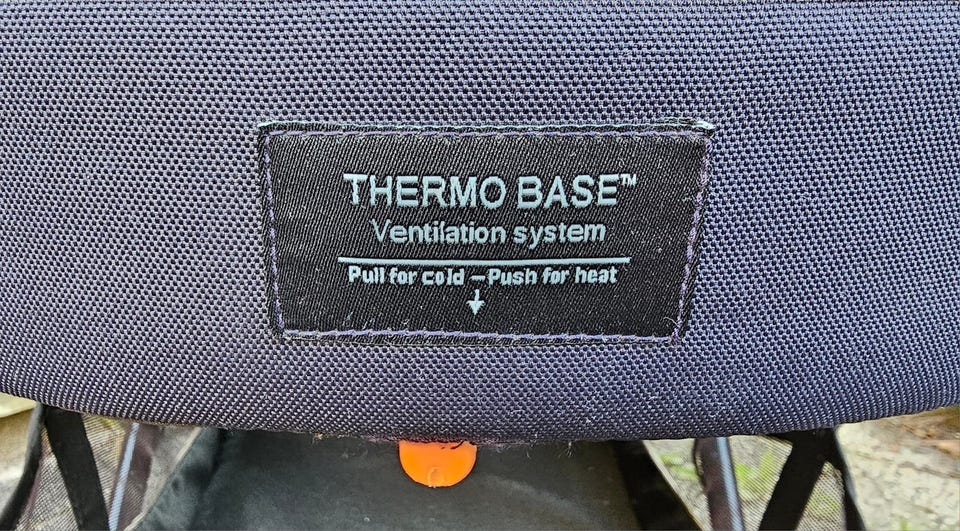 THERMO BASE™
Ventilation system
Pull for cold – Push for heat